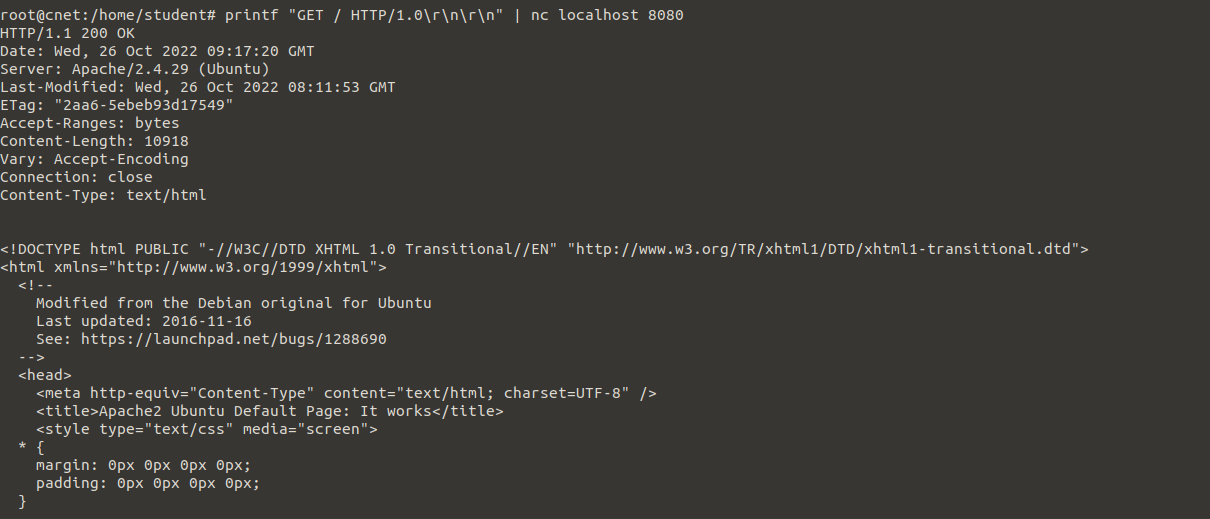 root@cnet:/home/student# printf "GET / HTTP/1.0\r\n\r\n" | nc localhost 8080
HTTP/1.1 200 OK
Date: Wed, 26 Oct 2022 09:17:20 GMT
Server: Apache/2.4.29 (Ubuntu)
Last-Modified: Wed, 26 Oct 2022 08:11:53 GMT
ETag: "2aa6-5ebeb93d17549"
Accept-Ranges: bytes
Content-Length: 10918
Vary: Accept-Encoding
Connection: close
Content-Type: text/html

<!DOCTYPE html PUBLIC "-//W3C//DTD XHTML 1.0 Transitional//EN" "http://www.w3.org/TR/xhtml1/DTD/xhtml1-transitional.dtd">
<html xmlns="http://www.w3.org/1999/xhtml">
  <!--
    Modified from the Debian original for Ubuntu
    Last updated: 2016-11-16
    See: https://launchpad.net/bugs/1288690
  -->
  <head>
    <meta http-equiv="Content-Type" content="text/html; charset=UTF-8" />
    <title>Apache2 Ubuntu Default Page: It works</title>
    <style type="text/css" media="screen">
  * {
    margin: 0px 0px 0px 0px;
    padding: 0px 0px 0px 0px;
  }